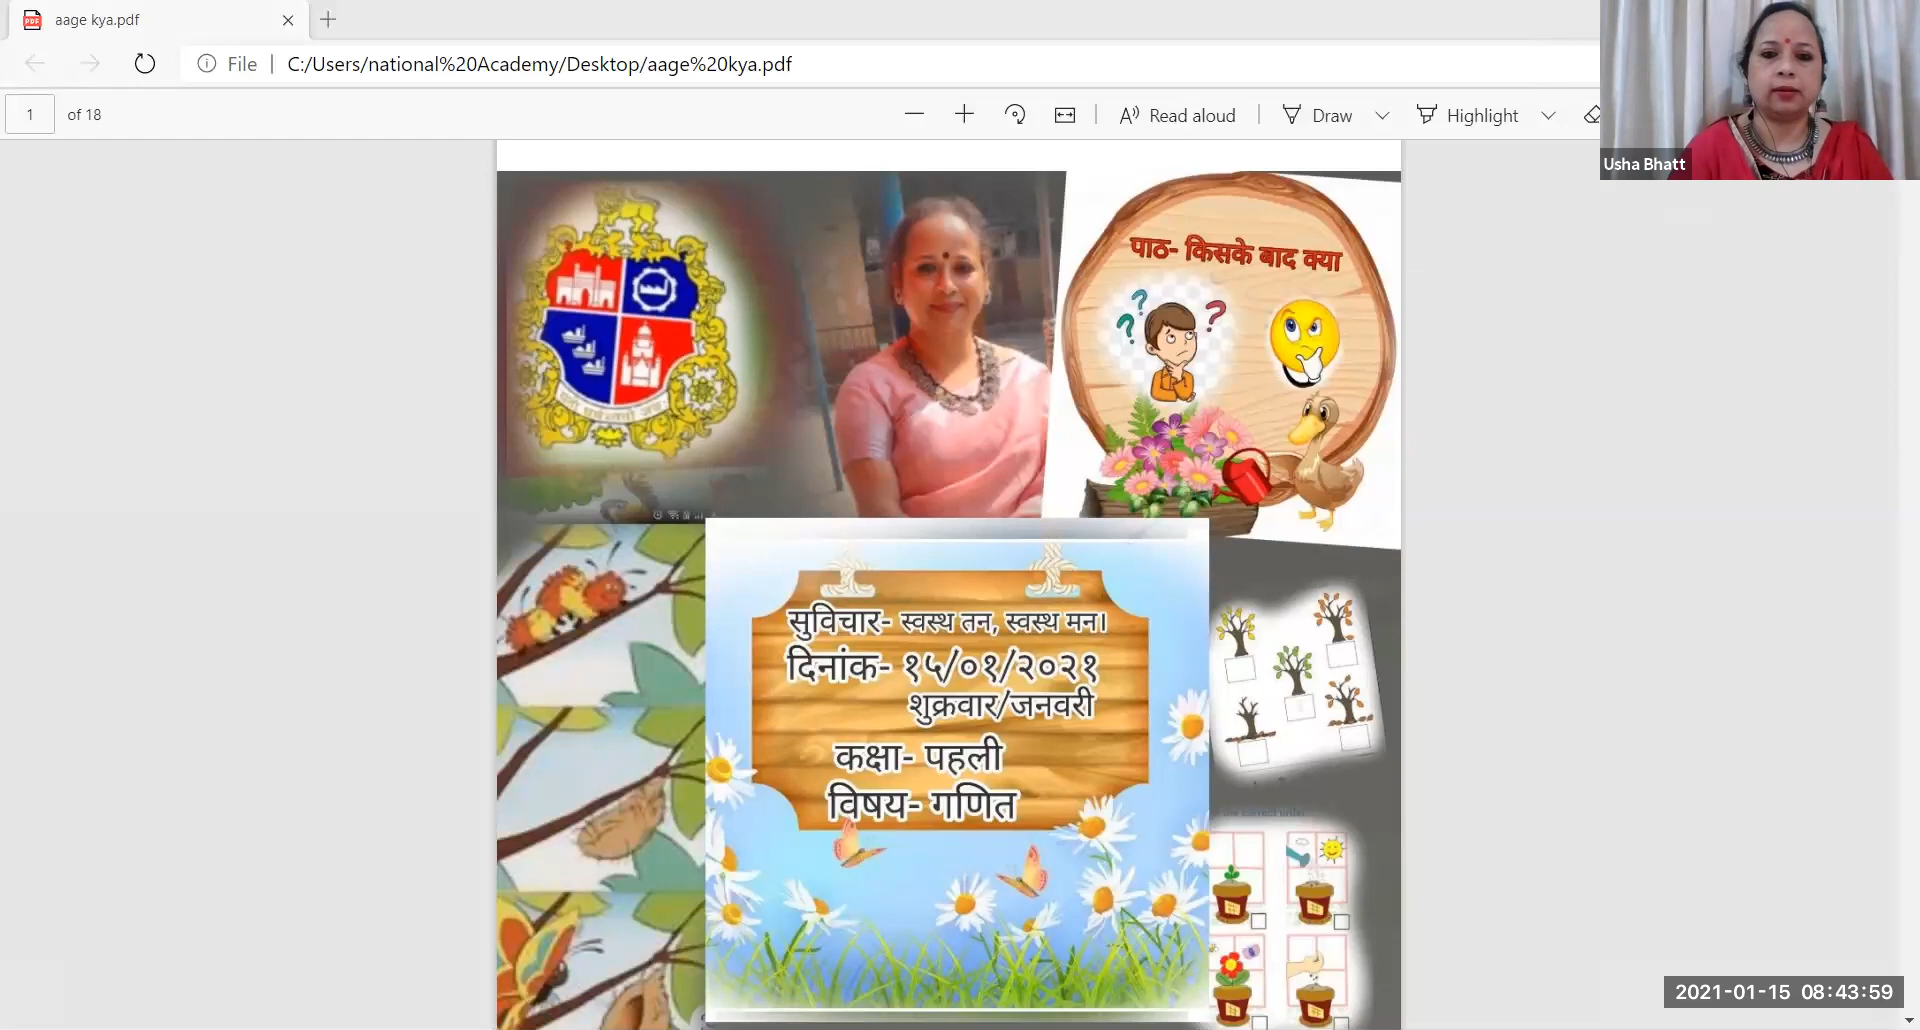 aage kya.pdf
File
C:/Users/national%20Academy/Desktop/aage%20kya.pdf
1 of 18
Read aloud
Draw
Highlight
Usha Bhatt
पाठ- किसके बाद क्या
सुविचार- स्वस्थ तन, स्वस्थ मन।
दिनांक- १५/०१/२०२१
शुक्रवार/जनवरी
कक्षा- पहली
विषय- गणित
2021-01-15 08:43:59